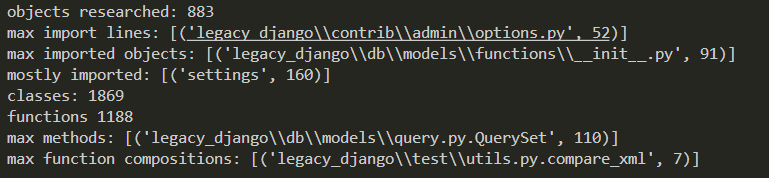 objects researched: 883
max import lines: [('legacy_django\\contrib\\admin\\options.py', 52)]
max imported objects: [('legacy_django\\db\\models\\functions\\__init__.py', 91)]
mostly imported: [('settings', 160)]
classes: 1869
functions 1188
max methods: [('legacy_django\\db\\models\\query.py.QuerySet', 110)]
max function compositions: [('legacy_django\\test\\utils.py.compare_xml', 7)]